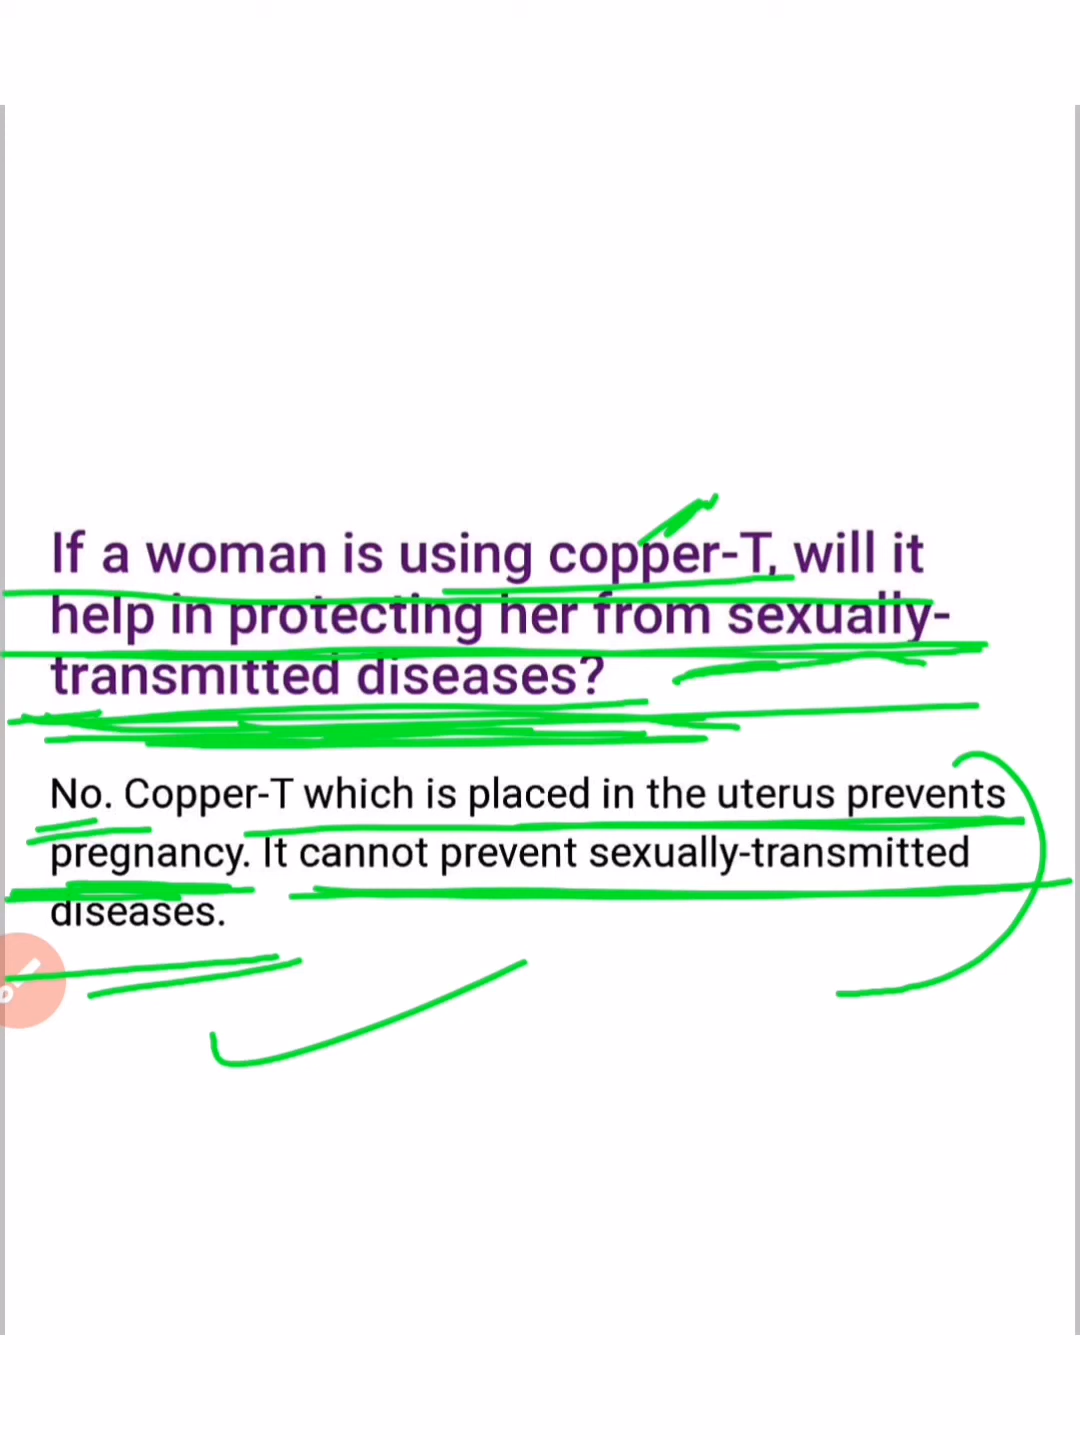 If a woman is using copper-T, will it
help in protecting her from sexually-
transmitted diseases?
No. Copper-T which is placed in the uterus prevents
pregnancy. It cannot prevent sexually-transmitted
diseases.